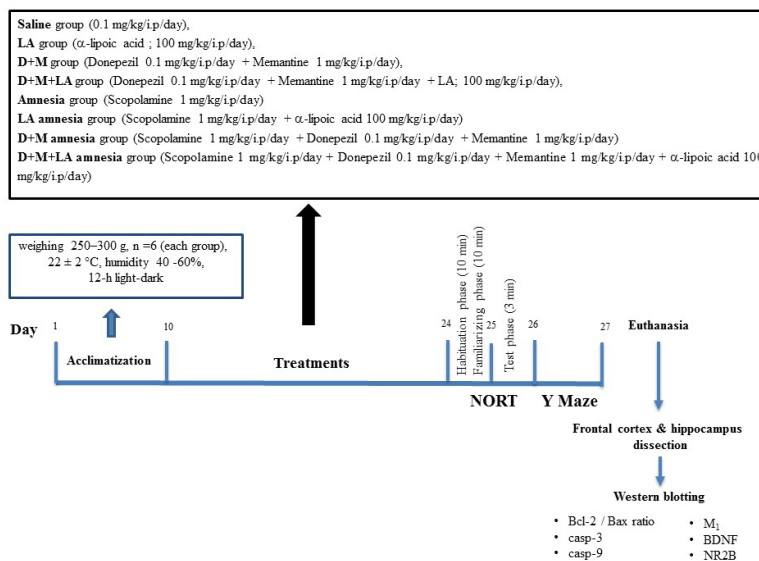 Saline group (0.1 mg/kg/i.p/day),
LA group (α-lipoic acid ; 100 mg/kg/i.p/day),
D+M group (Donepezil 0.1 mg/kg/i.p/day + Memantine 1 mg/kg/i.p/day),
D+M+LA group (Donepezil 0.1 mg/kg/i.p/day + Memantine 1 mg/kg/i.p/day + LA; 100 mg/kg/i.p/day),
Amnesia group (Scopolamine 1 mg/kg/i.p/day)
LA amnesia group (Scopolamine 1 mg/kg/i.p/day + α-lipoic acid 100 mg/kg/i.p/day)
D+M amnesia group (Scopolamine 1 mg/kg/i.p/day + Donepezil 0.1 mg/kg/i.p/day + Memantine 1 mg/kg/i.p/day)
D+M+LA amnesia group (Scopolamine 1 mg/kg/i.p/day + Donepezil 0.1 mg/kg/i.p/day + Memantine 1 mg/kg/i.p/day + α-lipoic acid 100
mg/kg/i.p/day)
weighing 250–300 g, n =6 (each group),
22 ± 2 °C, humidity 40 -60%,
12-h light-dark
Day
1
10
24
25
26
27
Acclimatization
Treatments
Habituation phase (10 min)
Familiarizing phase (10 min)
Test phase (3 min)
NORT
Y Maze
Euthanasia
Frontal cortex & hippocampus
dissection
Western blotting
• Bcl-2 / Bax ratio
• casp-3
• casp-9
• M₁
• BDNF
• NR2B